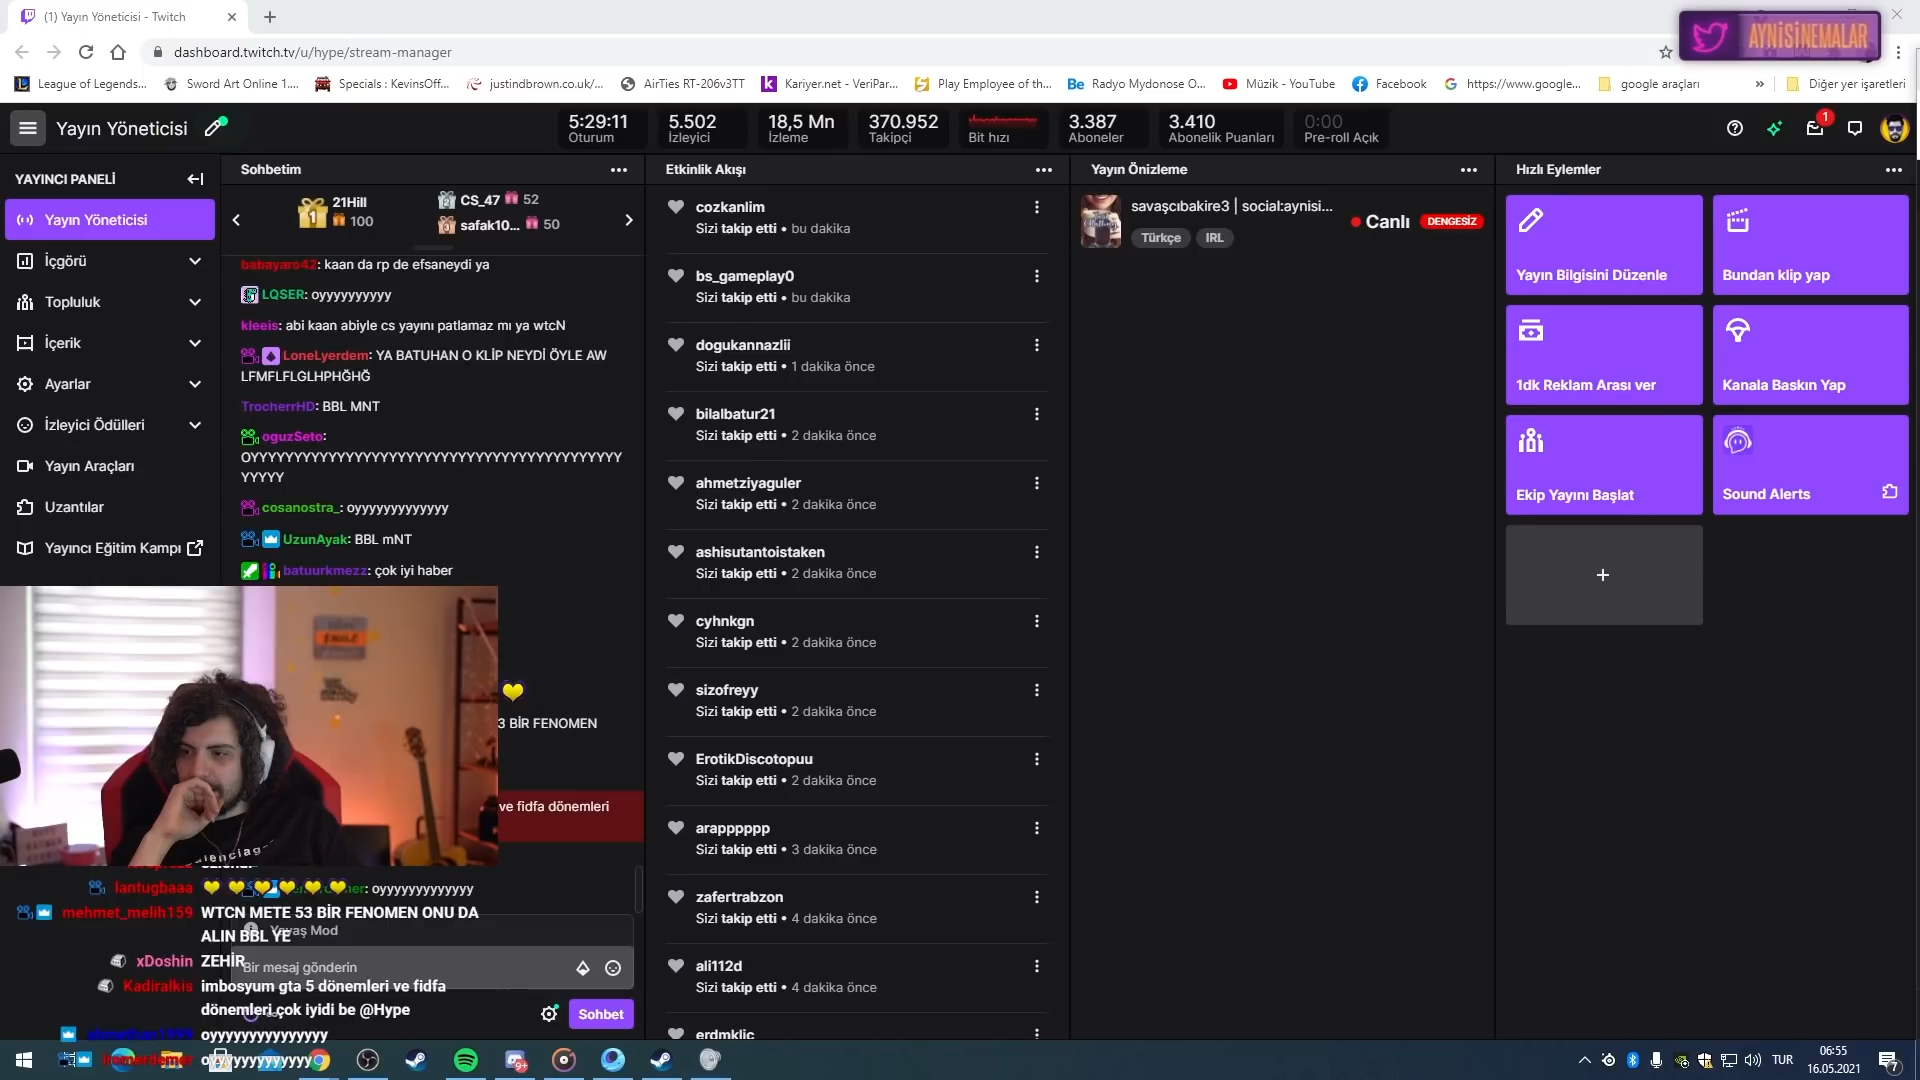 (1) Yayın Yöneticisi - Twitch
AYNİSİNEMALAR
dashboard.twitch.tv/u/hype/stream-manager
League of Legends...
Sword Art Online 1....
Specials : KevinsOff...
justindbrown.co.uk/...
AirTies RT-206v3TT
Kariyer.net - VeriPar...
Play Employee of th...
Radyo Mydonose O...
Müzik - YouTube
Facebook
https://www.google...
google araçları
»
Diğer yer işaretleri
Yayın Yöneticisi
5:29:11
Oturum
5.502
İzleyici
18,5 Mn
İzleme
370.952
Takipçi
Bit hızı
3.387
Aboneler
3.410
Abonelik Puanları
0:00
Pre-roll Açık
1
YAYINCI PANELİ
Yayın Yöneticisi
İçgörü
Topluluk
İçerik
Ayarlar
İzleyici Ödülleri
Yayın Araçları
Uzantılar
Yayıncı Eğitim Kampı
Sohbetim
1
21Hill
100
2
CS_47
52
3
safak10...
50
babayaro42: kaan da rp de efsaneydi ya
LQSER: oyyyyyyyyyy
kleeis: abi kaan abiyle cs yayını patlamaz mı ya wtcN
LoneLyerdem: YA BATUHAN O KLİP NEYDİ ÖYLE AW
LFMFLFLGLHPHĞHĞ
TrocherrHD: BBL MNT
oguzSeto:
OYYYYYYYYYYYYYYYYYYYYYYYYYYYYYYYYYYYYYYYYYY
YYYYY
cosanostra_: oyyyyyyyyyyyyy
UzunAyak: BBL mNT
batuurkmezz: çok iyi haber
3 BİR FENOMEN
ve fidfa dönemleri
: oyyyyyyyyyyyyy
Yavaş Mod
Bir mesaj gönderin
Sohbet
lantugbaaa
mehmet_melih159 WTCN METE 53 BİR FENOMEN ONU DA
ALIN BBL YE
xDoshin ZEHİR
Kadiralkis imbosyum gta 5 dönemleri ve fidfa
dönemleri çok iyidi be @Hype
oyyyyyyyyyyyyyyyy
Etkinlik Akışı
cozkanlim
Sizi takip etti • bu dakika
bs_gameplay0
Sizi takip etti • bu dakika
dogukannazlii
Sizi takip etti • 1 dakika önce
bilalbatur21
Sizi takip etti • 2 dakika önce
ahmetziyaguler
Sizi takip etti • 2 dakika önce
ashisutantoistaken
Sizi takip etti • 2 dakika önce
cyhnkgn
Sizi takip etti • 2 dakika önce
sizofreyy
Sizi takip etti • 2 dakika önce
ErotikDiscotopuu
Sizi takip etti • 2 dakika önce
arapppppp
Sizi takip etti • 3 dakika önce
zafertrabzon
Sizi takip etti • 4 dakika önce
ali112d
Sizi takip etti • 4 dakika önce
erdmklic
Yayın Önizleme
savaşcıbakire3 | social:aynisi...
Türkçe
IRL
Canlı
DENGESİZ
Hızlı Eylemler
Yayın Bilgisini Düzenle
Bundan klip yap
1dk Reklam Arası ver
Kanala Baskın Yap
Ekip Yayını Başlat
Sound Alerts
9+
TUR
06:55
16.05.2021
7